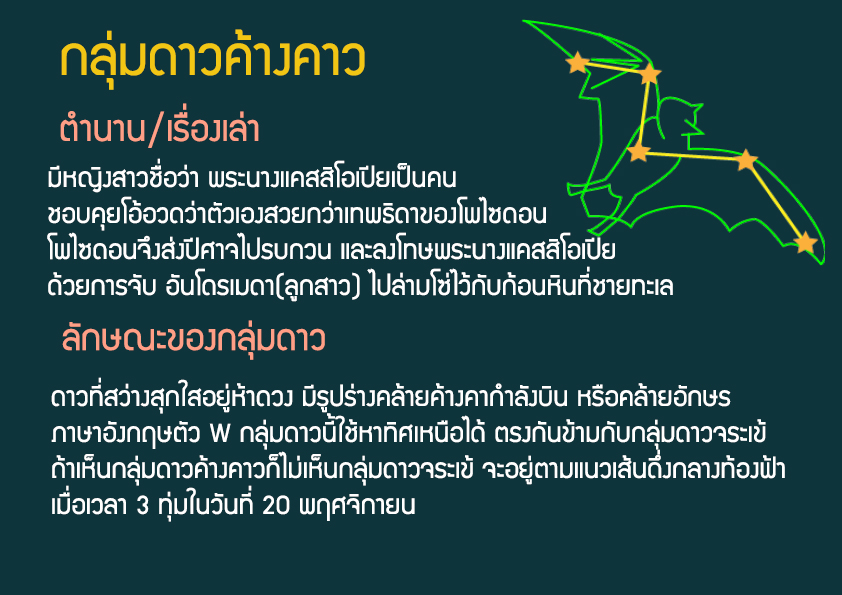 กลุ่มดาวค้างคาว
ตำนาน/เรื่องเล่า
มีหญิงสาวชื่อว่า พระนางแคสสิโอเปียเป็นคน
ชอบคุยโอ้อวดว่าตัวเองสวยกว่าเทพธิดาของโพไซดอน
โพไซดอนจึงส่งปีศาจไปรบกวน และลงโทษพระนางแคสสิโอเปีย
ด้วยการจับ อันโดรเมดา(ลูกสาว) ไปล่ามโซ่ไว้กับก้อนหินที่ชายทะเล
ลักษณะของกลุ่มดาว
ดาวที่สว่างสุกใสอยู่ห้าดวง มีรูปร่างคล้ายค้างคากำลังบิน หรือคล้ายอักษร
ภาษาอังกฤษตัว W กลุ่มดาวนี้ใช้หาทิศเหนือได้ ตรงกันข้ามกับกลุ่มดาวจระเข้
ถ้าเห็นกลุ่มดาวค้างคาวก็ไม่เห็นกลุ่มดาวจระเข้ จะอยู่ตามแนวเส้นดึ่งกลางท้องฟ้า
เมื่อเวลา 3 ทุ่มในวันที่ 20 พฤศจิกายน